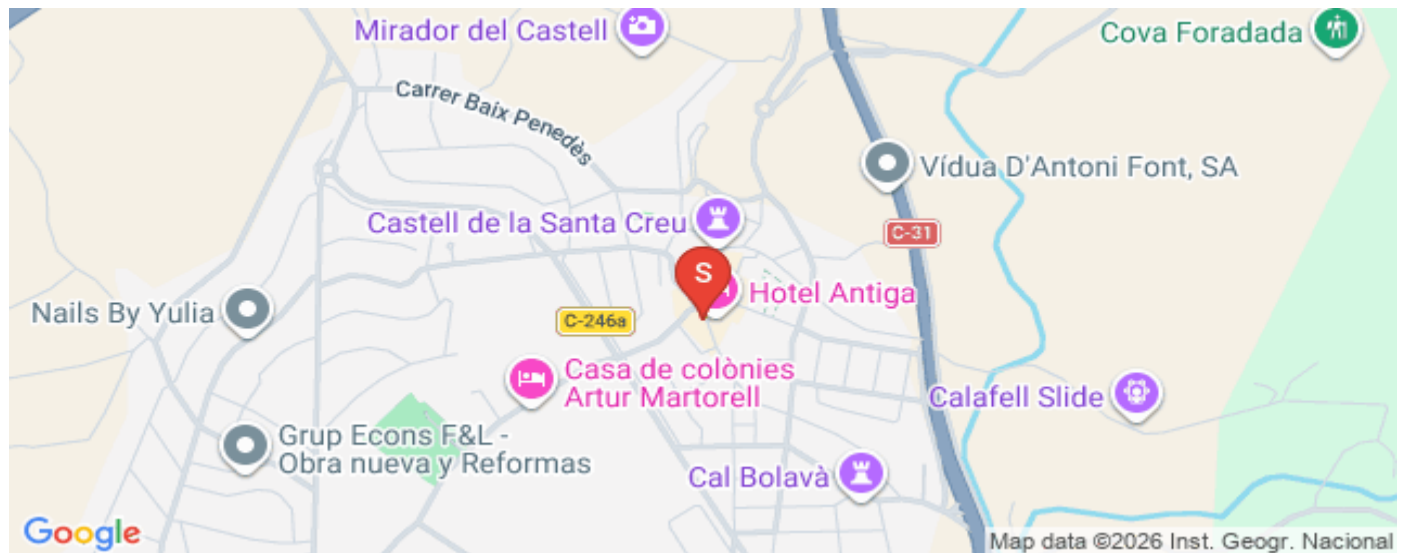 Mirador del Castell
Cova Foradada
Carrer Baix Penedès
Vídua D'Antoni Font, SA
Castell de la Santa Creu
C-31
S
Hotel Antiga
Nails By Yulia
C-246a
Casa de colònies
Artur Martorell
Calafell Slide
Grup Econs F&L -
Obra nueva y Reformas
Cal Bolavà
Google
Map data ©2026 Inst. Geogr. Nacional